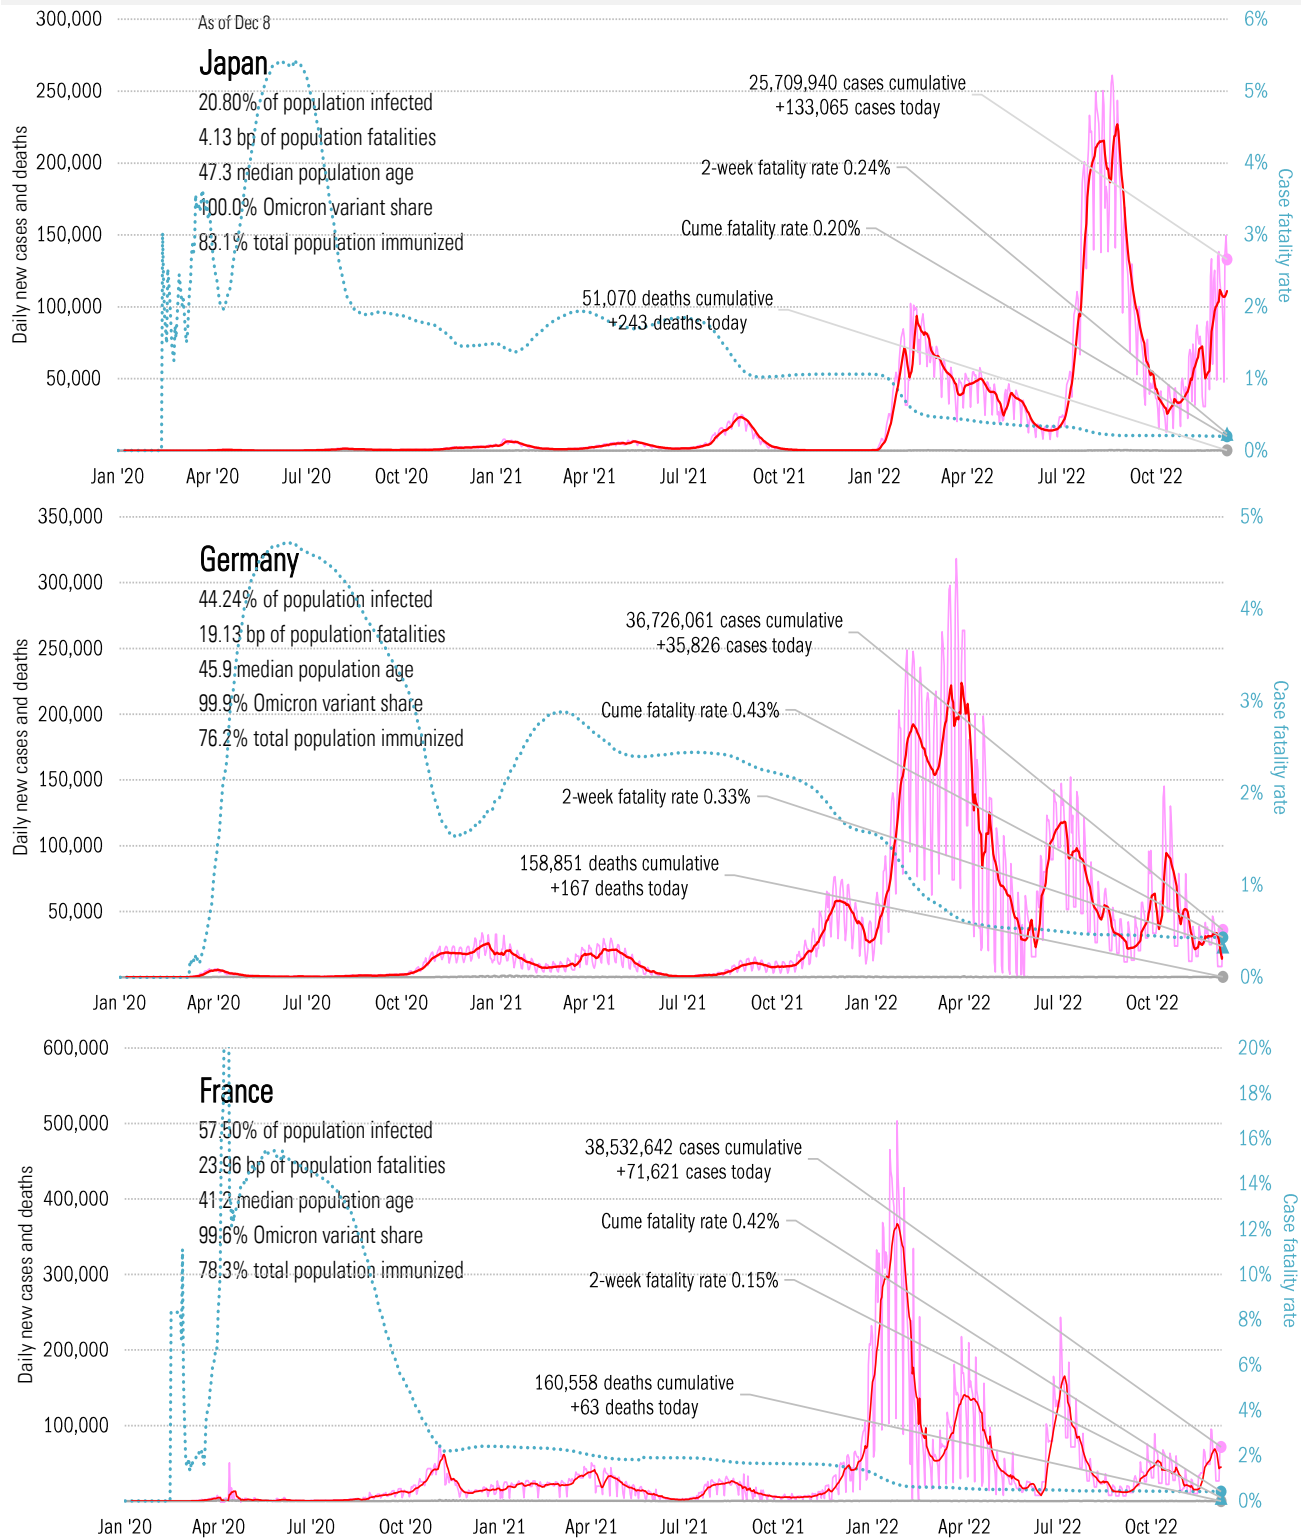 300,000
As of Dec 8
6%
Japan
20.80% of population infected
4.13 bp of population fatalities
47.3 median population age
100.0% Omicron variant share
83.1% total population immunized
25,709,940 cases cumulative
+133,065 cases today
2-week fatality rate 0.24%
Cume fatality rate 0.20%
51,070 deaths cumulative
+243 deaths today
250,000
200,000
150,000
100,000
50,000
Daily new cases and deaths
5%
4%
3%
2%
1%
0%
Case fatality rate
Jan '20 Apr '20 Jul '20 Oct '20 Jan '21 Apr '21 Jul '21 Oct '21 Jan '22 Apr '22 Jul '22 Oct '22
350,000
300,000
250,000
200,000
150,000
100,000
50,000
Daily new cases and deaths
Germany
44.24% of population infected
19.13 bp of population fatalities
45.9 median population age
99.9% Omicron variant share
76.2% total population immunized
36,726,061 cases cumulative
+35,826 cases today
Cume fatality rate 0.43%
2-week fatality rate 0.33%
158,851 deaths cumulative
+167 deaths today
5%
4%
3%
2%
1%
0%
Case fatality rate
Jan '20 Apr '20 Jul '20 Oct '20 Jan '21 Apr '21 Jul '21 Oct '21 Jan '22 Apr '22 Jul '22 Oct '22
600,000
500,000
400,000
300,000
200,000
100,000
Daily new cases and deaths
France
57.50% of population infected
23.96 bp of population fatalities
41.2 median population age
99.6% Omicron variant share
78.3% total population immunized
38,532,642 cases cumulative
+71,621 cases today
Cume fatality rate 0.42%
2-week fatality rate 0.15%
160,558 deaths cumulative
+63 deaths today
20%
18%
16%
14%
12%
10%
8%
6%
4%
2%
0%
Case fatality rate
Jan '20 Apr '20 Jul '20 Oct '20 Jan '21 Apr '21 Jul '21 Oct '21 Jan '22 Apr '22 Jul '22 Oct '22